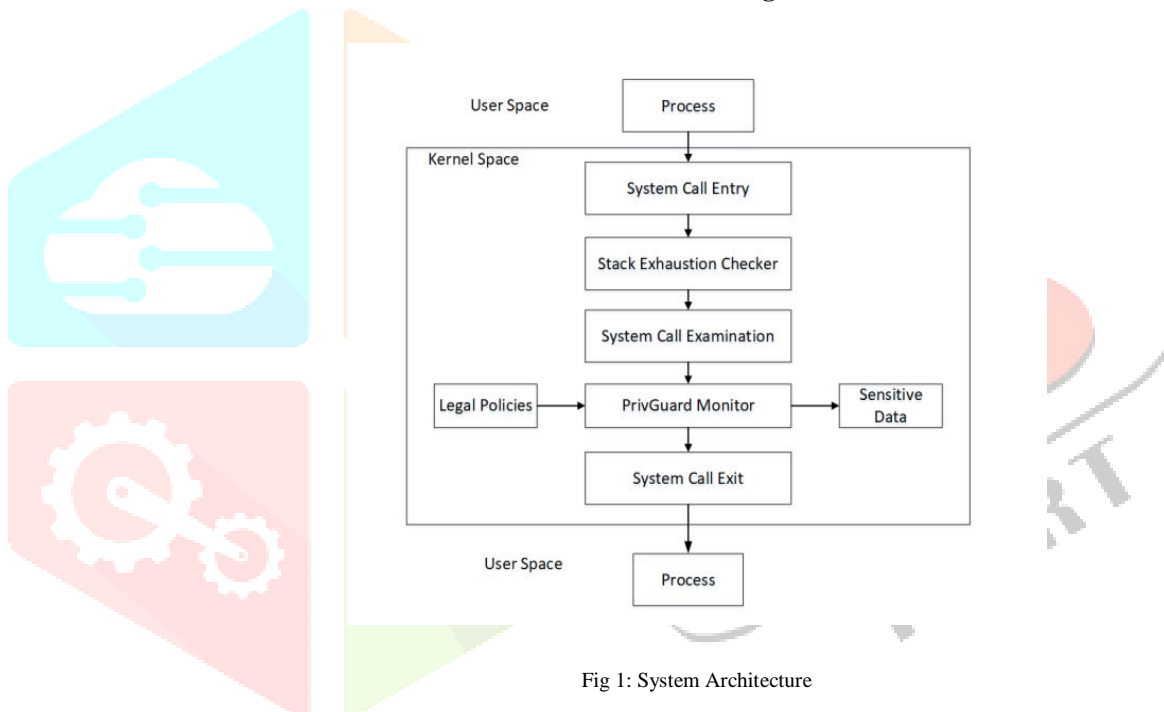 User Space
Process
Kernel Space
System Call Entry
Stack Exhaustion Checker
System Call Examination
Legal Policies
PrivGuard Monitor
Sensitive
Data
System Call Exit
User Space
Process
Fig 1: System Architecture